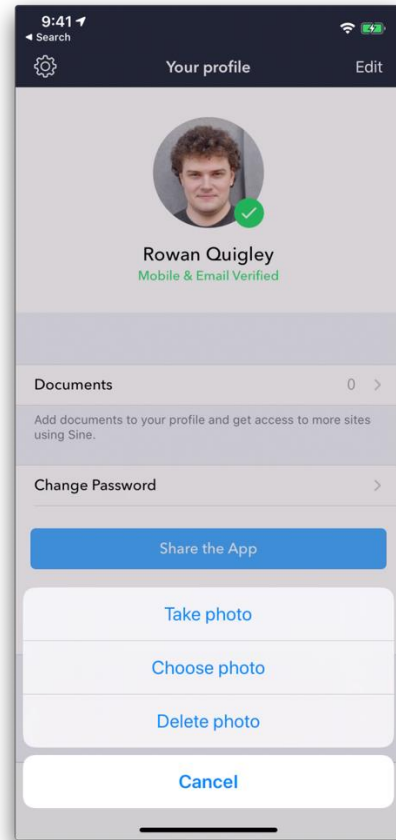 9:41
Search
Your profile
Edit
Rowan Quigley
Mobile & Email Verified
Documents
0
Add documents to your profile and get access to more sites
using Sine.
Change Password
Share the App
Take photo
Choose photo
Delete photo
Cancel